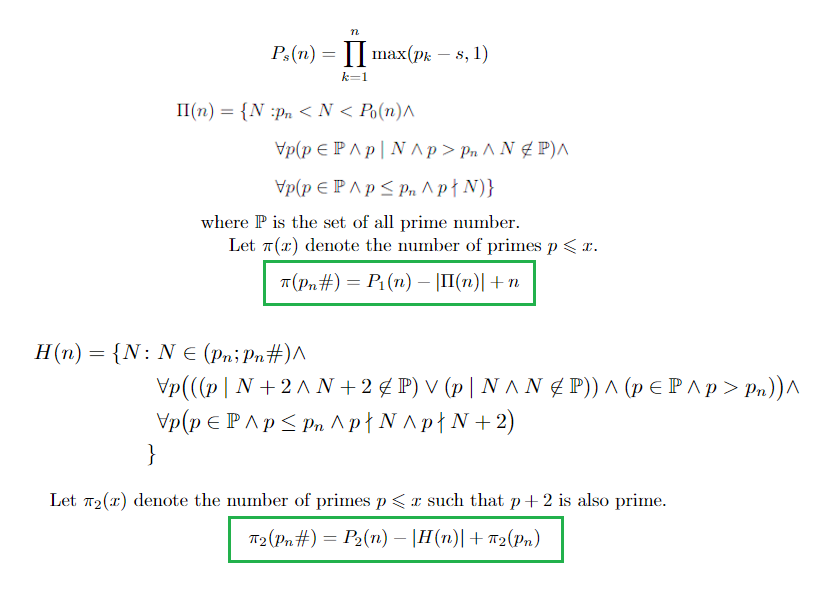 P_s(n) = ∏_{k=1}^{n} max(p_k − s, 1)
Π(n) = {N :p_n < N < P_0(n)∧
∀p(p ∈ ℙ ∧ p | N ∧ p > p_n ∧ N ∉ ℙ)∧
∀p(p ∈ ℙ ∧ p ≤ p_n ∧ p ∤ N)}
where ℙ is the set of all prime number.
Let π(x) denote the number of primes p ⩽ x.
π(p_n#) = P_1(n) − |Π(n)| + n
H(n) = {N : N ∈ (p_n; p_n#)∧
∀p(((p | N + 2 ∧ N + 2 ∉ ℙ) ∨ (p | N ∧ N ∉ ℙ)) ∧ (p ∈ ℙ ∧ p > p_n))∧
∀p(p ∈ ℙ ∧ p ≤ p_n ∧ p ∤ N ∧ p ∤ N + 2)
}
Let π_2(x) denote the number of primes p ⩽ x such that p + 2 is also prime.
π_2(p_n#) = P_2(n) − |H(n)| + π_2(p_n)